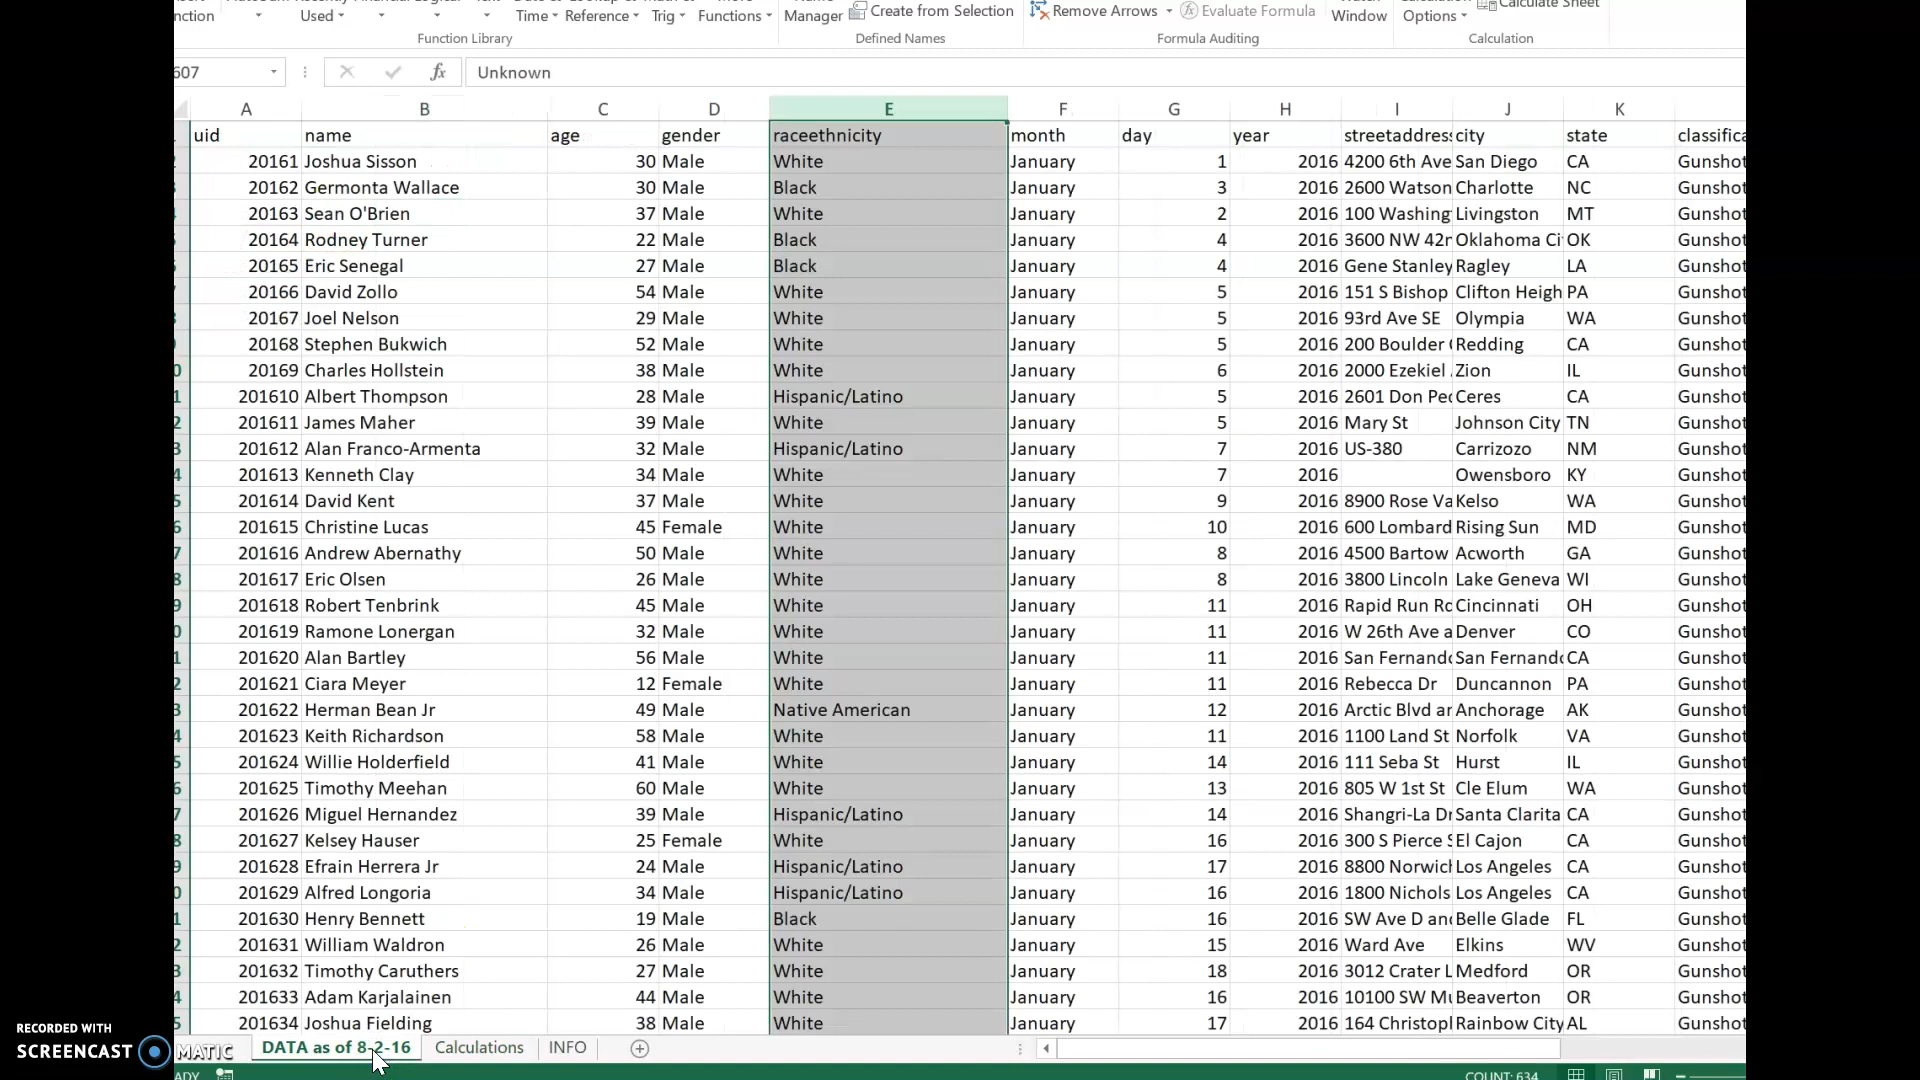 Used Time Reference Trig Functions Manager Create from Selection Remove Arrows Evaluate Formula Window Options Calculate Sheet
Function Library Defined Names Formula Auditing Calculation
607 fx Unknown
A B C D E F G H I J K
uid name age gender raceethnicity month day year streetaddress city state classifica
20161 Joshua Sisson 30 Male White January 1 2016 4200 6th Ave San Diego CA Gunshot
20162 Germonta Wallace 30 Male Black January 3 2016 2600 Watson Charlotte NC Gunshot
20163 Sean O'Brien 37 Male White January 2 2016 100 Washing Livingston MT Gunshot
20164 Rodney Turner 22 Male Black January 4 2016 3600 NW 42n Oklahoma Ci OK Gunshot
20165 Eric Senegal 27 Male Black January 4 2016 Gene Stanley Ragley LA Gunshot
20166 David Zollo 54 Male White January 5 2016 151 S Bishop Clifton Heigh PA Gunshot
20167 Joel Nelson 29 Male White January 5 2016 93rd Ave SE Olympia WA Gunshot
20168 Stephen Bukwich 52 Male White January 5 2016 200 Boulder Redding CA Gunshot
20169 Charles Hollstein 38 Male White January 6 2016 2000 Ezekiel Zion IL Gunshot
201610 Albert Thompson 28 Male Hispanic/Latino January 5 2016 2601 Don Pe Ceres CA Gunshot
201611 James Maher 39 Male White January 5 2016 Mary St Johnson City TN Gunshot
201612 Alan Franco-Armenta 32 Male Hispanic/Latino January 7 2016 US-380 Carrizozo NM Gunshot
201613 Kenneth Clay 34 Male White January 7 2016 Owensboro KY Gunshot
201614 David Kent 37 Male White January 9 2016 8900 Rose Va Kelso WA Gunshot
201615 Christine Lucas 45 Female White January 10 2016 600 Lombard Rising Sun MD Gunshot
201616 Andrew Abernathy 50 Male White January 8 2016 4500 Bartow Acworth GA Gunshot
201617 Eric Olsen 26 Male White January 8 2016 3800 Lincoln Lake Geneva WI Gunshot
201618 Robert Tenbrink 45 Male White January 11 2016 Rapid Run Rd Cincinnati OH Gunshot
201619 Ramone Lonergan 32 Male White January 11 2016 W 26th Ave a Denver CO Gunshot
201620 Alan Bartley 56 Male White January 11 2016 San Fernando San Fernando CA Gunshot
201621 Ciara Meyer 12 Female White January 11 2016 Rebecca Dr Duncannon PA Gunshot
201622 Herman Bean Jr 49 Male Native American January 12 2016 Arctic Blvd an Anchorage AK Gunshot
201623 Keith Richardson 58 Male White January 11 2016 1100 Land St Norfolk VA Gunshot
201624 Willie Holderfield 41 Male White January 14 2016 111 Seba St Hurst IL Gunshot
201625 Timothy Meehan 60 Male White January 13 2016 805 W 1st St Cle Elum WA Gunshot
201626 Miguel Hernandez 39 Male Hispanic/Latino January 14 2016 Shangri-La Dr Santa Clarita CA Gunshot
201627 Kelsey Hauser 25 Female White January 16 2016 300 S Pierce S El Cajon CA Gunshot
201628 Efrain Herrera Jr 24 Male Hispanic/Latino January 17 2016 8800 Norwich Los Angeles CA Gunshot
201629 Alfred Longoria 34 Male Hispanic/Latino January 16 2016 1800 Nichols Los Angeles CA Gunshot
201630 Henry Bennett 19 Male Black January 16 2016 SW Ave D and Belle Glade FL Gunshot
201631 William Waldron 26 Male White January 15 2016 Ward Ave Elkins WV Gunshot
201632 Timothy Caruthers 27 Male White January 18 2016 3012 Crater L Medford OR Gunshot
201633 Adam Karjalainen 44 Male White January 16 2016 10100 SW Mu Beaverton OR Gunshot
201634 Joshua Fielding 38 Male White January 17 2016 164 Christop Rainbow City AL Gunshot
DATA as of 8-2-16 Calculations INFO
COUNT: 634
RECORDED WITH
SCREENCAST MATIC